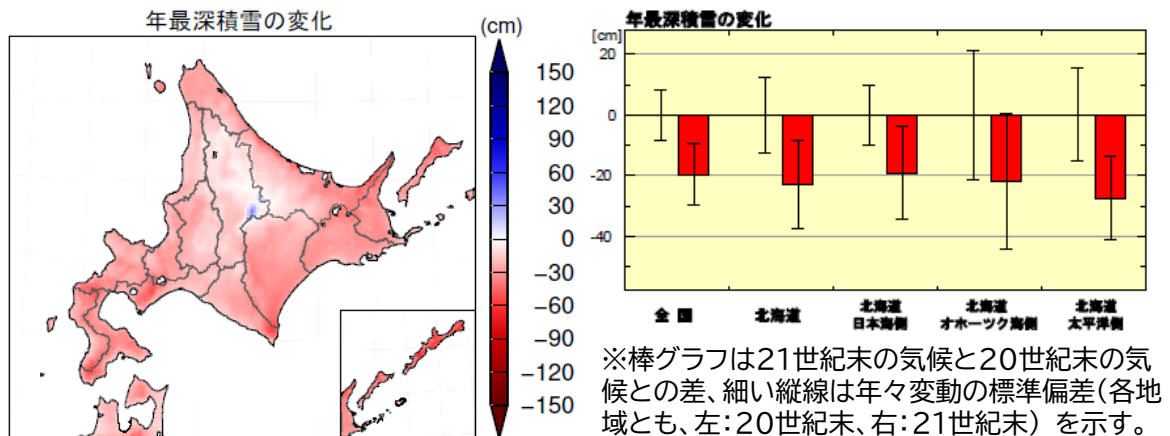 年最深積雪の変化
(cm)
150
120
90
60
30
0
−30
−60
−90
−120
−150
年最深積雪の変化
[cm]
20
0
-20
-40
全国
北海道
北海道
日本海側
北海道
オホーツク海側
北海道
太平洋側
※棒グラフは21世紀末の気候と20世紀末の気
候との差、細い縦線は年々変動の標準偏差(各地
域とも、左:20世紀末、右:21世紀末) を示す。